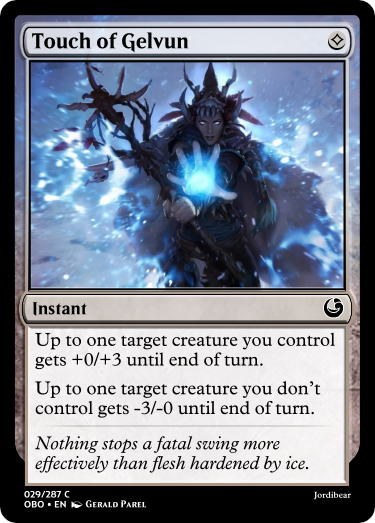 Touch of Gelvun
Instant
Up to one target creature you control
gets +0/+3 until end of turn.
Up to one target creature you don't
control gets -3/-0 until end of turn.
Nothing stops a fatal swing more
effectively than flesh hardened by ice.
029/287 C
OBO • EN GERALD PAREL
Jordibear